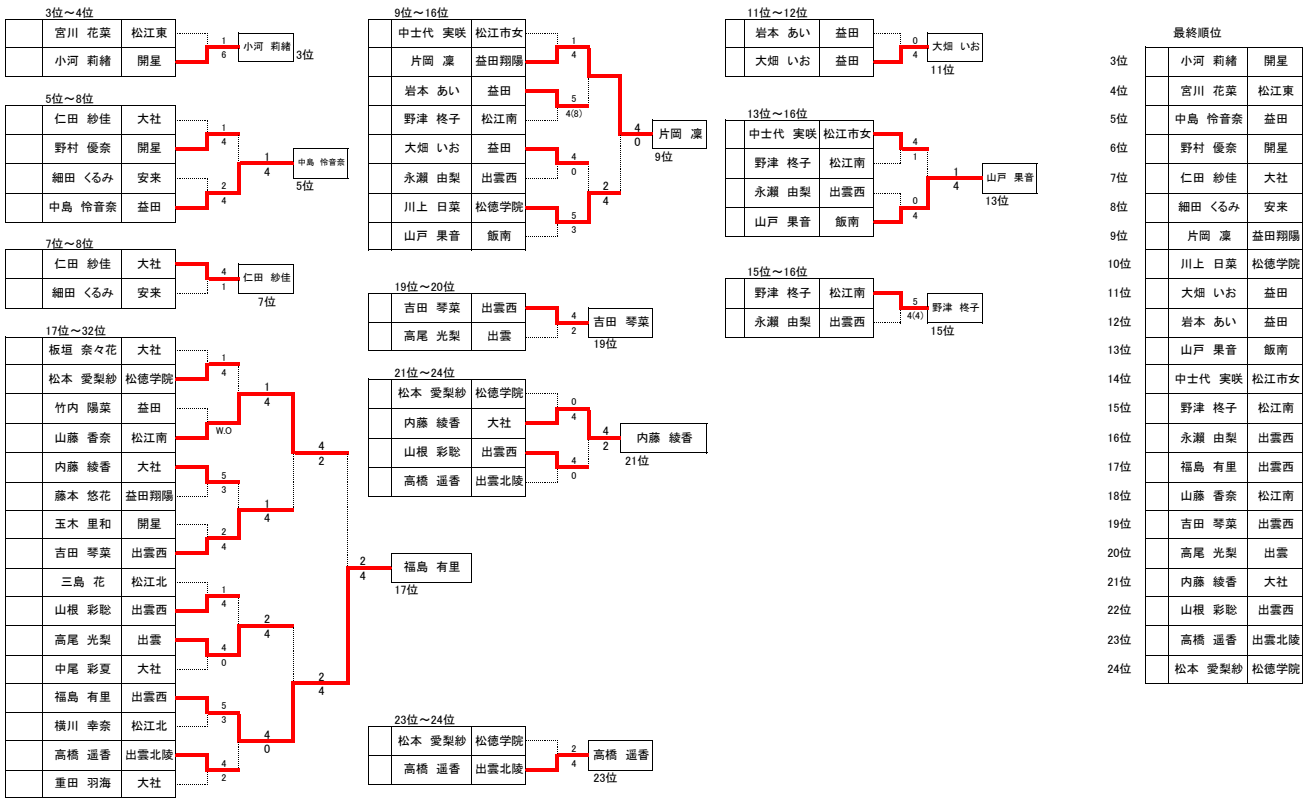 3位～4位
宮川 花菜 松江東
小河 莉緒 開星
1
6
小河 莉緒
3位
5位～8位
仁田 紗佳 大社
野村 優奈 開星
細田 くるみ 安来
中島 怜音奈 益田
1
4
2
4
1
4
中島 怜音奈
5位
7位～8位
仁田 紗佳 大社
細田 くるみ 安来
4
1
仁田 紗佳
7位
17位～32位
板垣 奈々花 大社
松本 愛梨紗 松徳学院
竹内 陽菜 益田
山藤 香奈 松江南
内藤 綾香 大社
藤本 悠花 益田翔陽
玉木 里和 開星
吉田 琴菜 出雲西
三島 花 松江北
山根 彩聡 出雲西
高尾 光梨 出雲
中尾 彩夏 大社
福島 有里 出雲西
横川 幸奈 松江北
高橋 遥香 出雲北陵
重田 羽海 大社
1
4
W.O
5
3
2
4
1
4
4
0
5
3
4
2
1
4
1
4
2
4
4
0
4
2
2
4
2
4
福島 有里
17位
9位～16位
中士代 実咲 松江市女
片岡 凜 益田翔陽
岩本 あい 益田
野津 柊子 松江南
大畑 いお 益田
永瀬 由梨 出雲西
川上 日菜 松徳学院
山戸 果音 飯南
1
4
5
4(8)
4
0
5
3
2
4
4
0
片岡 凜
9位
19位～20位
吉田 琴菜 出雲西
高尾 光梨 出雲
4
2
吉田 琴菜
19位
21位～24位
松本 愛梨紗 松徳学院
内藤 綾香 大社
山根 彩聡 出雲西
高橋 遥香 出雲北陵
0
4
4
0
4
2
内藤 綾香
21位
23位～24位
松本 愛梨紗 松徳学院
高橋 遥香 出雲北陵
2
4
高橋 遥香
23位
11位～12位
岩本 あい 益田
大畑 いお 益田
0
4
大畑 いお
11位
13位～16位
中士代 実咲 松江市女
野津 柊子 松江南
永瀬 由梨 出雲西
山戸 果音 飯南
4
1
0
4
1
4
山戸 果音
13位
15位～16位
野津 柊子 松江南
永瀬 由梨 出雲西
5
4(4)
野津 柊子
15位
最終順位
3位 小河 莉緒 開星
4位 宮川 花菜 松江東
5位 中島 怜音奈 益田
6位 野村 優奈 開星
7位 仁田 紗佳 大社
8位 細田 くるみ 安来
9位 片岡 凜 益田翔陽
10位 川上 日菜 松徳学院
11位 大畑 いお 益田
12位 岩本 あい 益田
13位 山戸 果音 飯南
14位 中士代 実咲 松江市女
15位 野津 柊子 松江南
16位 永瀬 由梨 出雲西
17位 福島 有里 出雲西
18位 山藤 香奈 松江南
19位 吉田 琴菜 出雲西
20位 高尾 光梨 出雲
21位 内藤 綾香 大社
22位 山根 彩聡 出雲西
23位 高橋 遥香 出雲北陵
24位 松本 愛梨紗 松徳学院